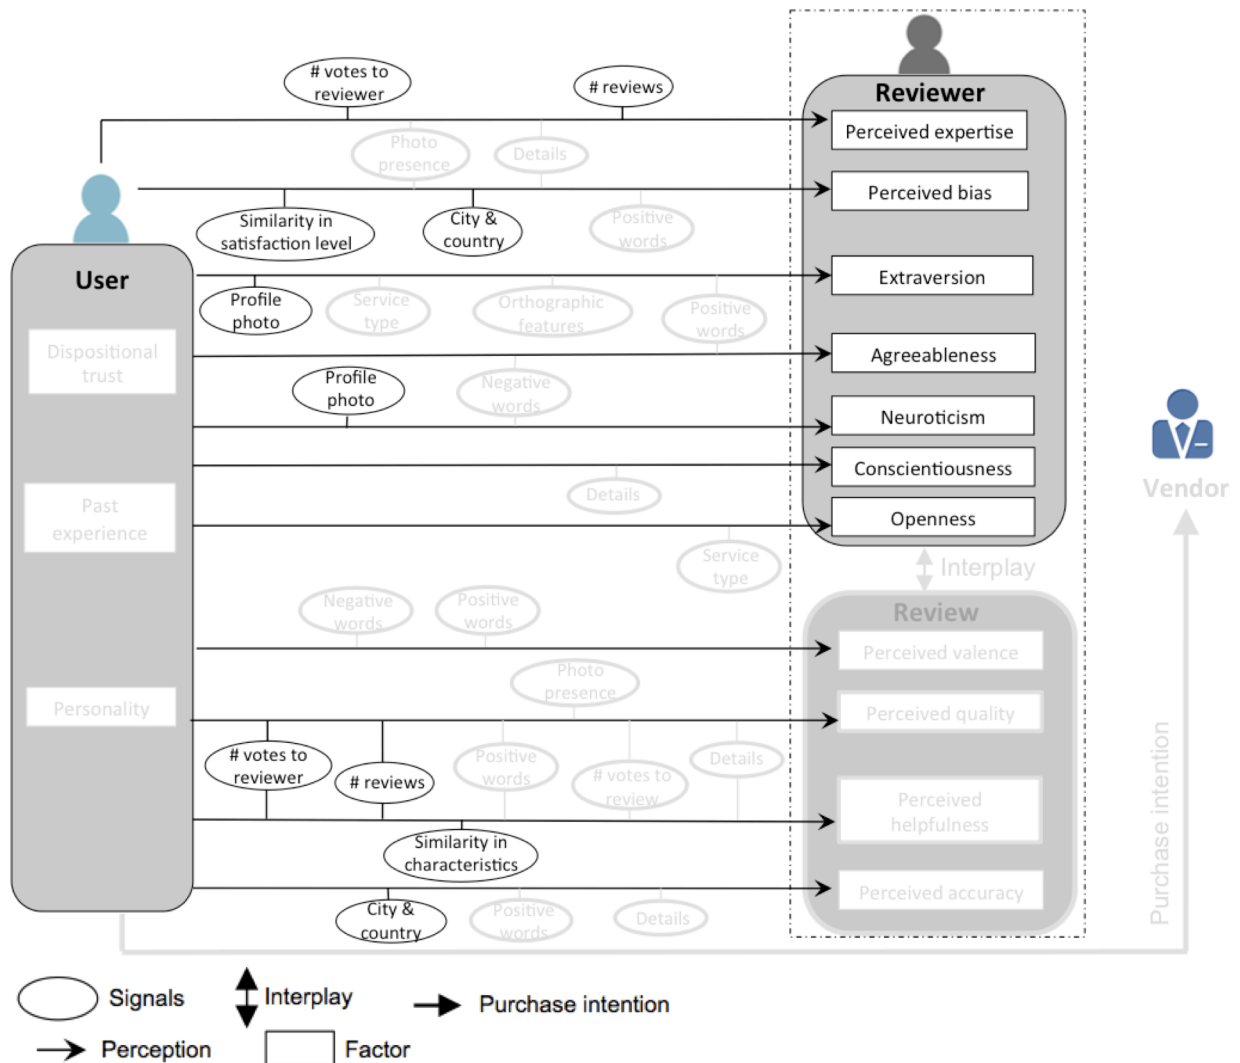 # votes to
reviewer
# reviews
Reviewer
Perceived expertise
Photo
presence
Details
Perceived bias
Similarity in
satisfaction level
City &
country
Positive
words
User
Extraversion
Profile
photo
Service
type
Orthographic
features
Positive
words
Dispositional
trust
Agreeableness
Profile
photo
Negative
words
Neuroticism
Conscientiousness
Details
Past
experience
Openness
Vendor
Service
type
Interplay
Negative
words
Positive
words
Review
Perceived valence
Photo
presence
Personality
Perceived quality
# votes to
reviewer
# reviews
Positive
words
# votes to
review
Details
Perceived
helpfulness
Similarity in
characteristics
Perceived accuracy
City &
country
Positive
words
Details
Purchase intention
Signals
Interplay
Purchase intention
Perception
Factor